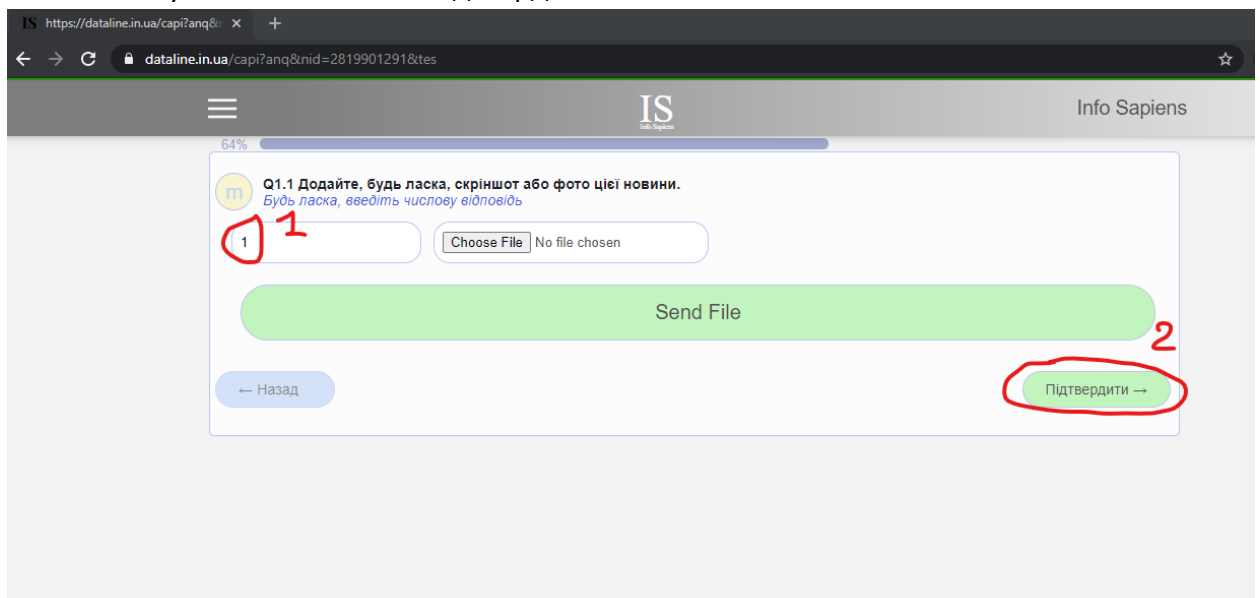 https://dataline.in.ua/capi?anq&
dataline.in.ua/capi?anq&nid=2819901291&tes
IS
Info Sapiens
Info Sapiens
64%
m
Q1.1 Додайте, будь ласка, скріншот або фото цієї новини.
Будь ласка, введіть числову відповідь
1
1
Choose File No file chosen
Send File
2
← Назад
Підтвердити →